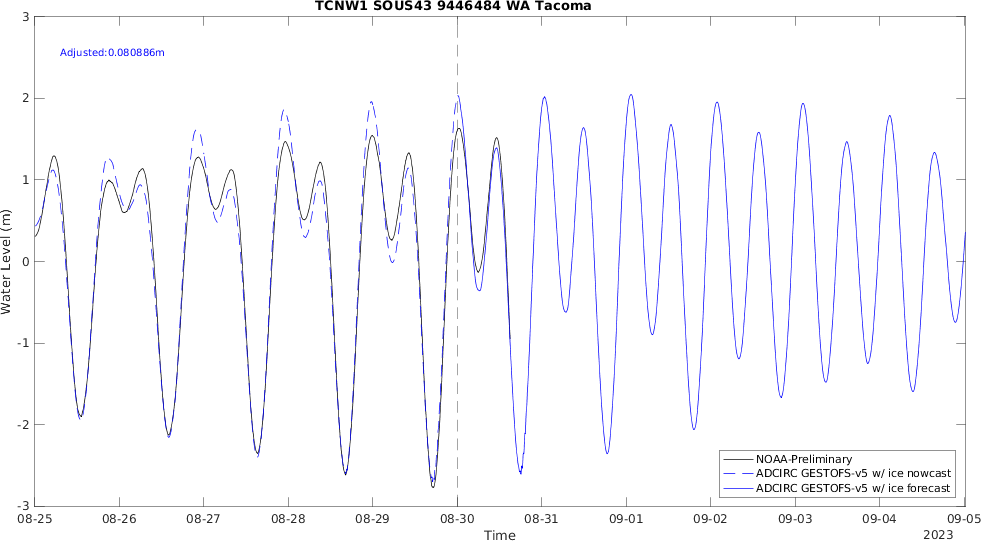 TCNW1 SOUS43 9446484 WA Tacoma
Adjusted:0.080886m
3
2
1
0
-1
-2
-3
Water Level (m)
NOAA-Preliminary
ADCIRC GESTOFS-v5 w/ ice nowcast
ADCIRC GESTOFS-v5 w/ ice forecast
08-25 08-26 08-27 08-28 08-29 08-30 08-31 09-01 09-02 09-03 09-04 09-05
Time
2023